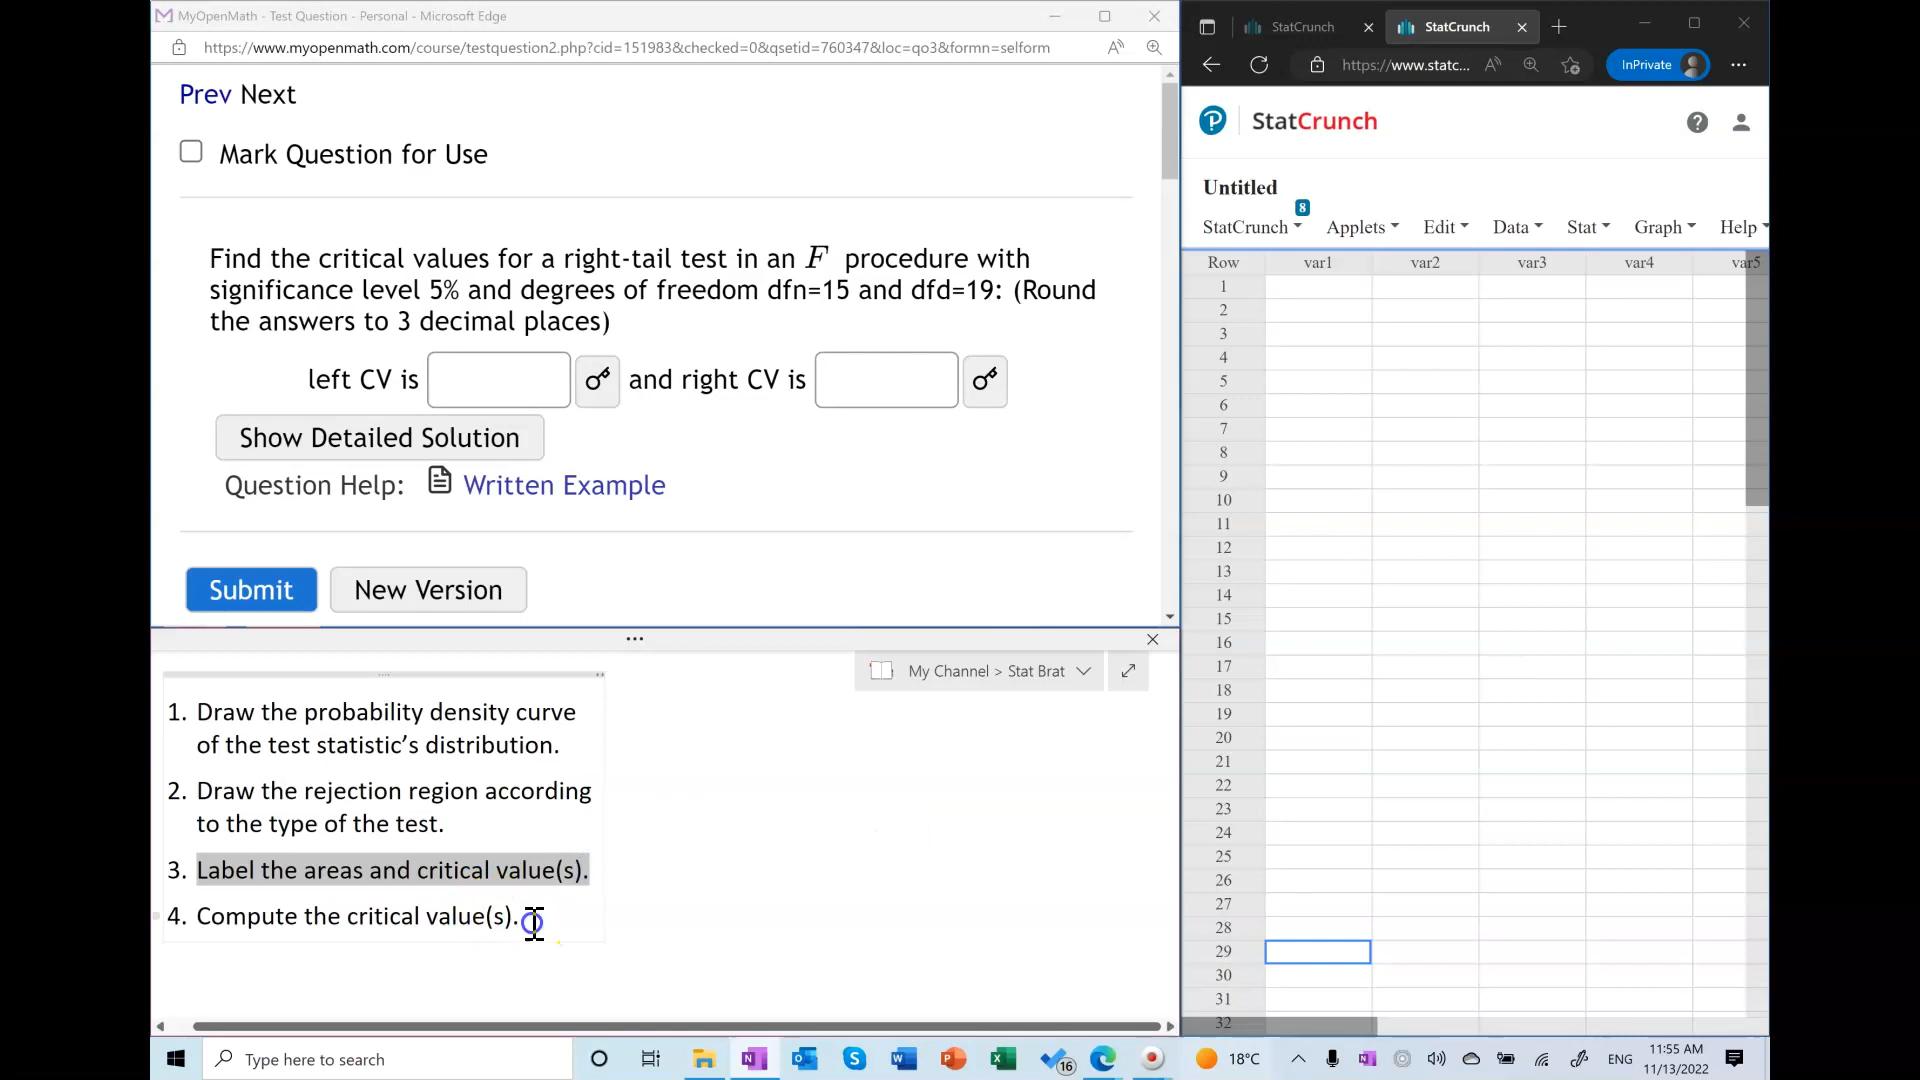 MyOpenMath - Test Question - Personal - Microsoft Edge
https://www.myopenmath.com/course/testquestion2.php?cid=151983&checked=0&qsetid=760347&loc=qo3&formn=selform
Prev Next
Mark Question for Use
Find the critical values for a right-tail test in an F procedure with
significance level 5% and degrees of freedom dfn=15 and dfd=19: (Round
the answers to 3 decimal places)
left CV is
and right CV is
Show Detailed Solution
Question Help: Written Example
Submit
New Version
My Channel > Stat Brat
1. Draw the probability density curve
of the test statistic’s distribution.
2. Draw the rejection region according
to the type of the test.
3. Label the areas and critical value(s).
4. Compute the critical value(s).
StatCrunch
StatCrunch
https://www.statc...
InPrivate
StatCrunch
Untitled
8
StatCrunch Applets Edit Data Stat Graph Help
Row var1 var2 var3 var4 var5
1
2
3
4
5
6
7
8
9
10
11
12
13
14
15
16
17
18
19
20
21
22
23
24
25
26
27
28
29
30
31
32
Type here to search
16
18°C
ENG
11:55 AM
11/13/2022